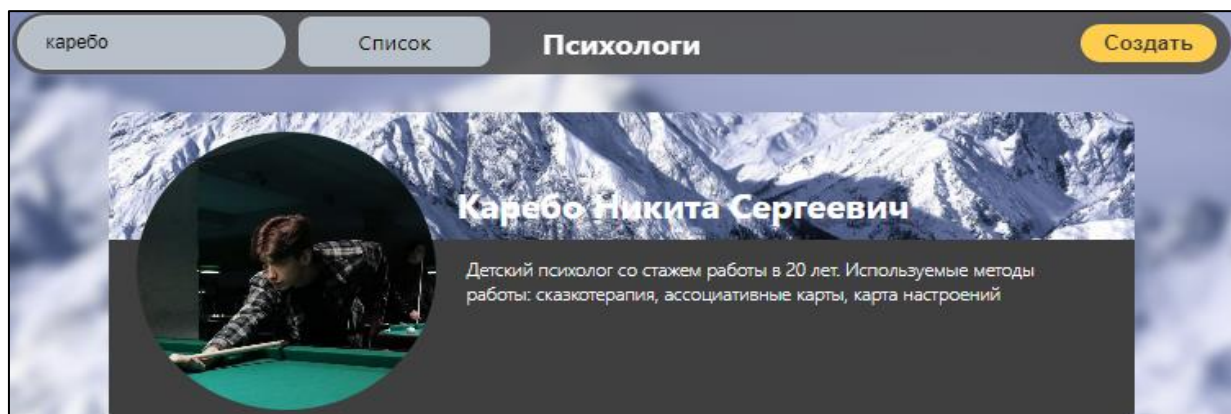 каребо
Список
Психологи
Создать
Каребо Никита Сергеевич
Детский психолог со стажем работы в 20 лет. Используемые методы
работы: сказкотерапия, ассоциативные карты, карта настроений